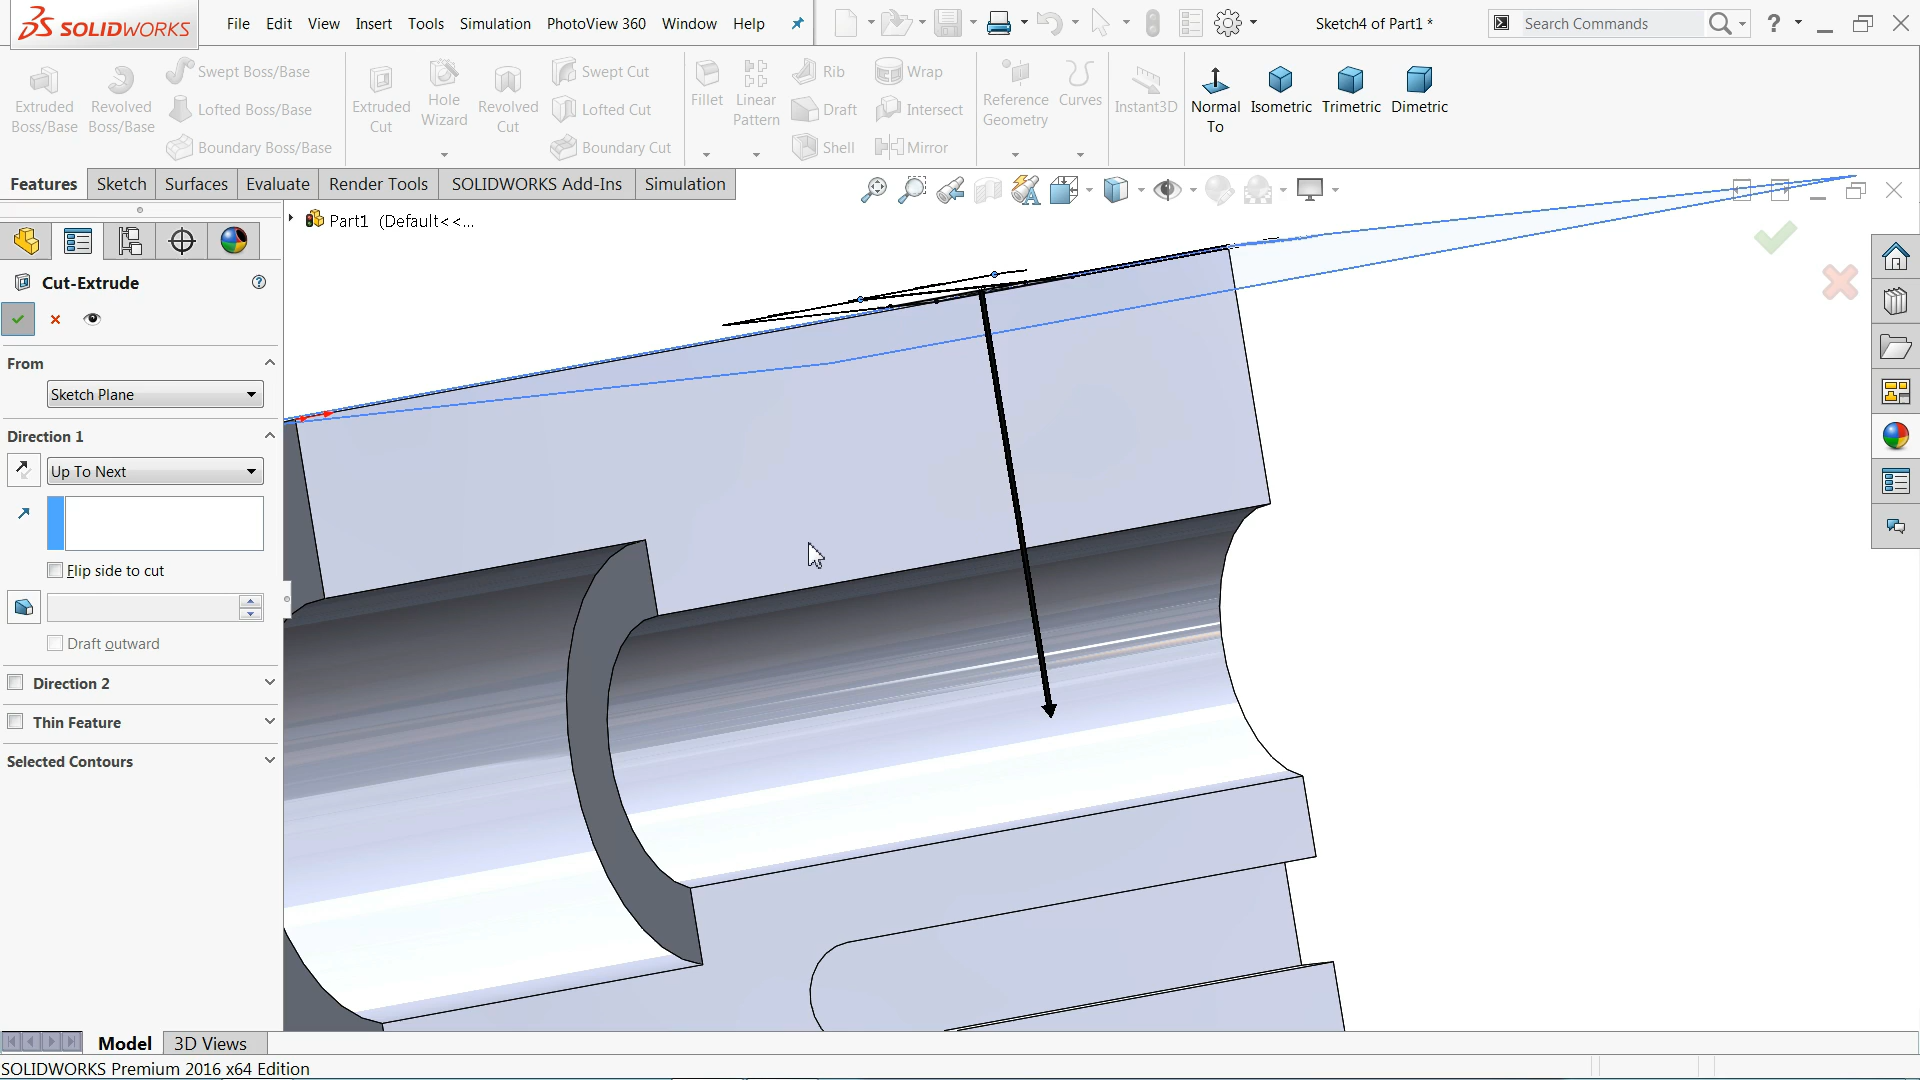 SOLIDWORKS
File Edit View Insert Tools Simulation PhotoView 360 Window Help
Sketch4 of Part1 *
Search Commands
?
Extruded Boss/Base
Revolved Boss/Base
Swept Boss/Base
Lofted Boss/Base
Boundary Boss/Base
Extruded Cut
Hole Wizard
Revolved Cut
Swept Cut
Lofted Cut
Boundary Cut
Fillet
Linear Pattern
Rib
Draft
Shell
Wrap
Intersect
Mirror
Reference Geometry
Curves
Instant3D
Normal To
Isometric
Trimetric
Dimetric
Features Sketch Surfaces Evaluate Render Tools SOLIDWORKS Add-Ins Simulation
Part1 (Default<<...
Cut-Extrude
?
From
Sketch Plane
Direction 1
Up To Next
Flip side to cut
Draft outward
Direction 2
Thin Feature
Selected Contours
Model 3D Views
SOLIDWORKS Premium 2016 x64 Edition